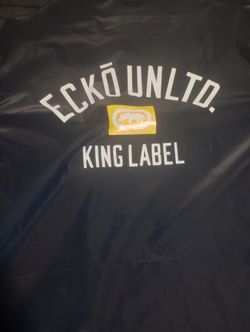 ECKŌ UNLTD.
KING LABEL